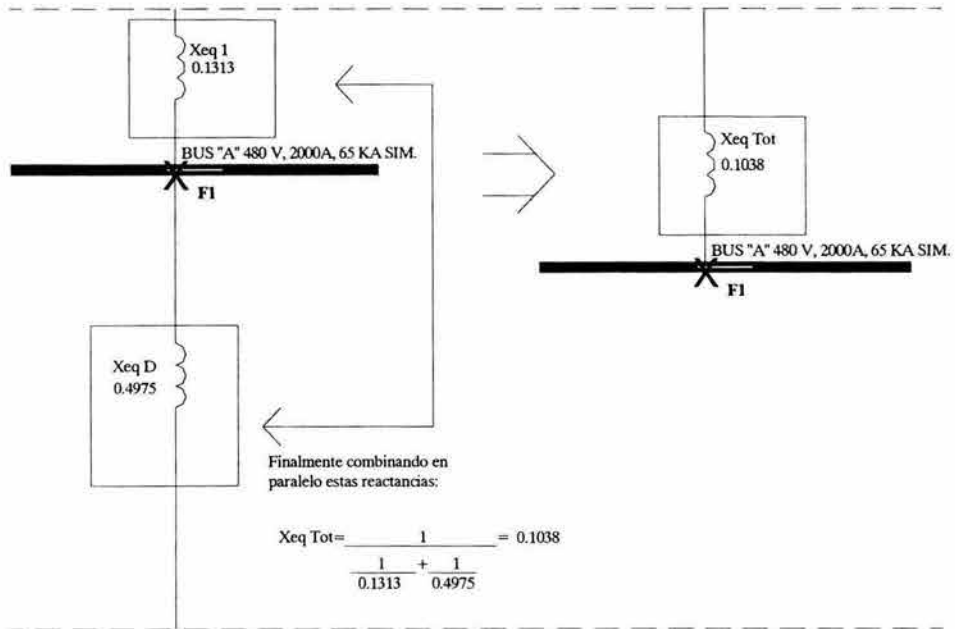 Xeq 1
0.1313
BUS "A" 480 V, 2000A, 65 KA SIM.
F1
Xeq D
0.4975
Finalmente combinando en
paralelo estas reactancias:
Xeq Tot= 1 = 0.1038
1 + 1
0.1313 0.4975
Xeq Tot
0.1038
BUS "A" 480 V, 2000A, 65 KA SIM.
F1